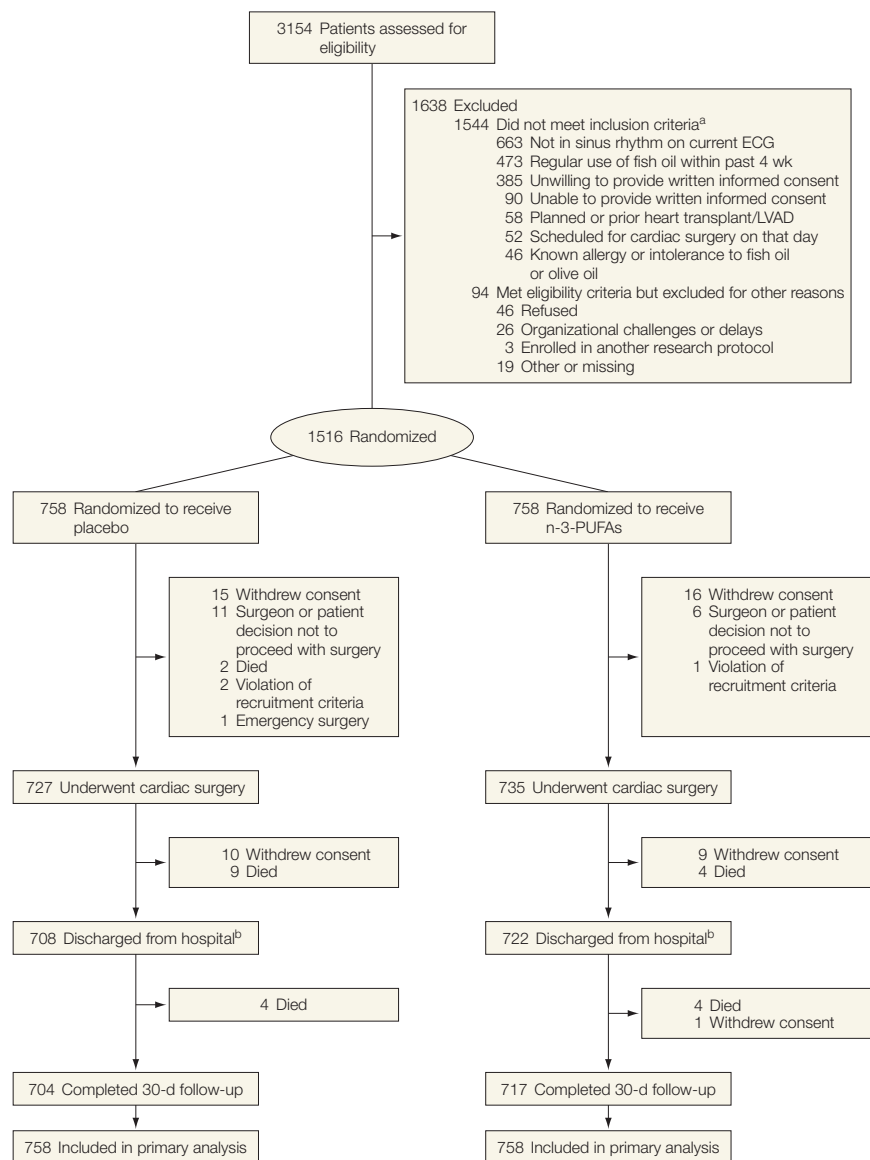 3154 Patients assessed for
eligibility
1638 Excluded
1544 Did not meet inclusion criteriaᵃ
663 Not in sinus rhythm on current ECG
473 Regular use of fish oil within past 4 wk
385 Unwilling to provide written informed consent
90 Unable to provide written informed consent
58 Planned or prior heart transplant/LVAD
52 Scheduled for cardiac surgery on that day
46 Known allergy or intolerance to fish oil
or olive oil
94 Met eligibility criteria but excluded for other reasons
46 Refused
26 Organizational challenges or delays
3 Enrolled in another research protocol
19 Other or missing
1516 Randomized
758 Randomized to receive
placebo
758 Randomized to receive
n-3-PUFAs
15 Withdrew consent
11 Surgeon or patient
decision not to
proceed with surgery
2 Died
2 Violation of
recruitment criteria
1 Emergency surgery
16 Withdrew consent
6 Surgeon or patient
decision not to
proceed with surgery
1 Violation of
recruitment criteria
727 Underwent cardiac surgery
735 Underwent cardiac surgery
10 Withdrew consent
9 Died
9 Withdrew consent
4 Died
708 Discharged from hospitalᵇ
722 Discharged from hospitalᵇ
4 Died
4 Died
1 Withdrew consent
704 Completed 30-d follow-up
717 Completed 30-d follow-up
758 Included in primary analysis
758 Included in primary analysis